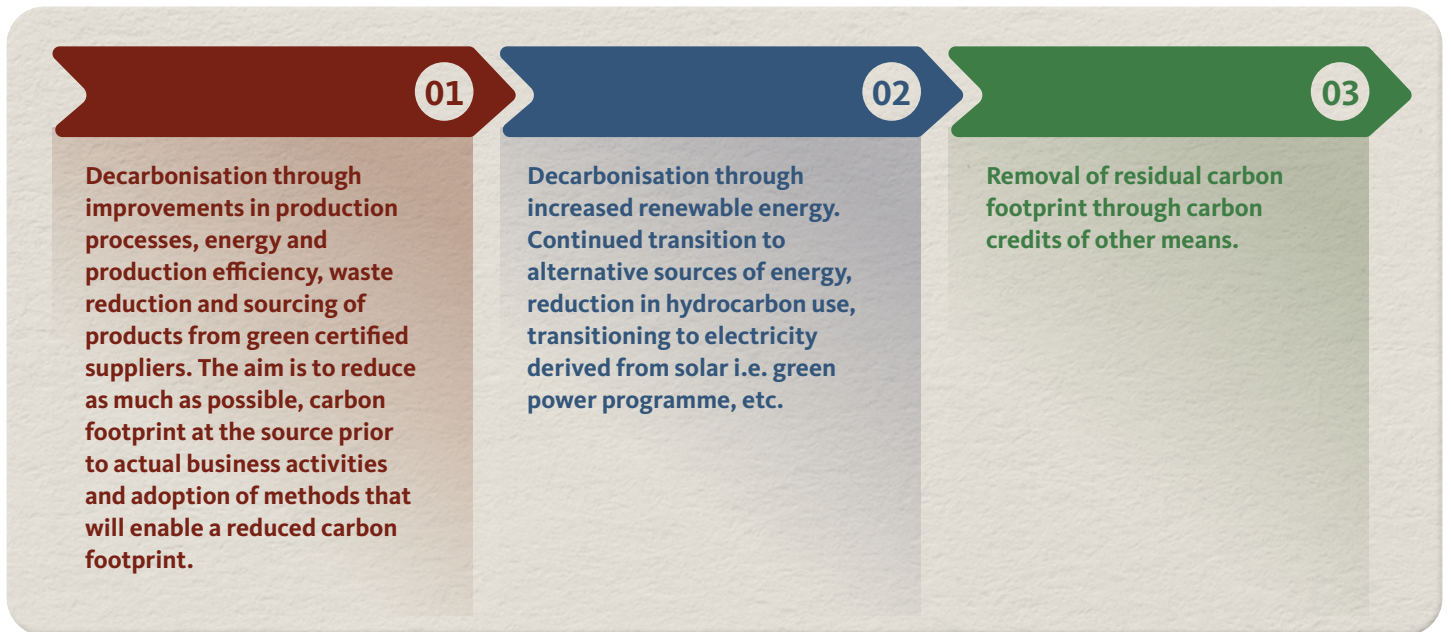 01
Decarbonisation through
improvements in production
processes, energy and
production efficiency, waste
reduction and sourcing of
products from green certified
suppliers. The aim is to reduce
as much as possible, carbon
footprint at the source prior
to actual business activities
and adoption of methods that
will enable a reduced carbon
footprint.
02
Decarbonisation through
increased renewable energy.
Continued transition to
alternative sources of energy,
reduction in hydrocarbon use,
transitioning to electricity
derived from solar i.e. green
power programme, etc.
03
Removal of residual carbon
footprint through carbon
credits of other means.